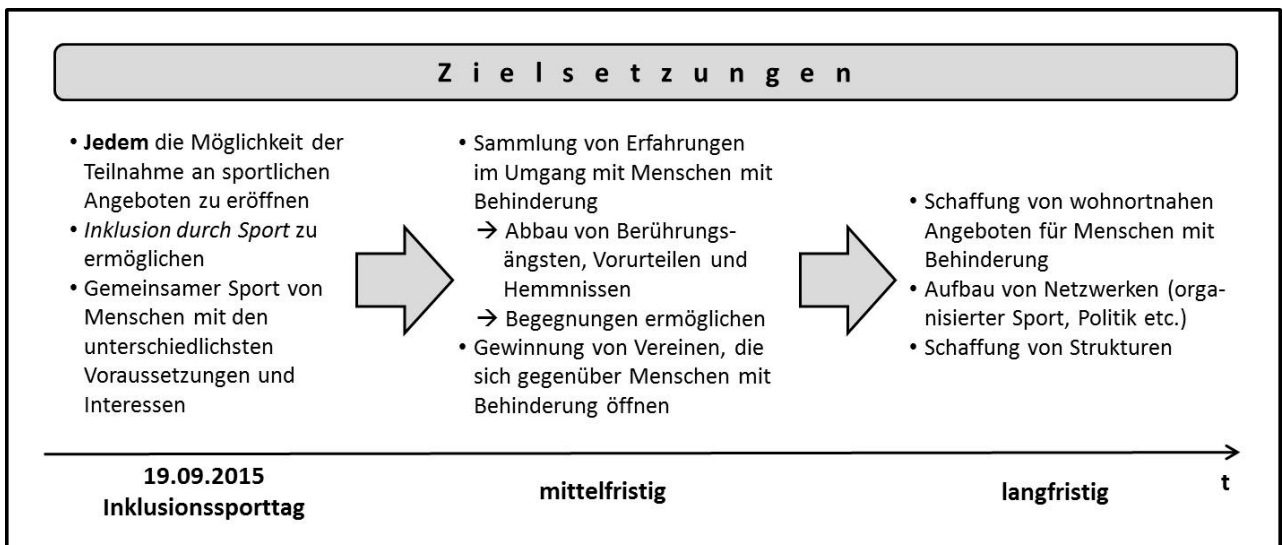 Zielsetzungen
• Jedem die Möglichkeit der
Teilnahme an sportlichen
Angeboten zu eröffnen
• Inklusion durch Sport zu
ermöglichen
• Gemeinsamer Sport von
Menschen mit den
unterschiedlichsten
Voraussetzungen und
Interessen
• Sammlung von Erfahrungen
im Umgang mit Menschen mit
Behinderung
→ Abbau von Berührungs-
ängsten, Vorurteilen und
Hemmnissen
→ Begegnungen ermöglichen
• Gewinnung von Vereinen, die
sich gegenüber Menschen mit
Behinderung öffnen
• Schaffung von wohnortnahen
Angeboten für Menschen mit
Behinderung
• Aufbau von Netzwerken (orga-
nisierter Sport, Politik etc.)
• Schaffung von Strukturen
19.09.2015
Inklusionssporttag
mittelfristig
langfristig
t